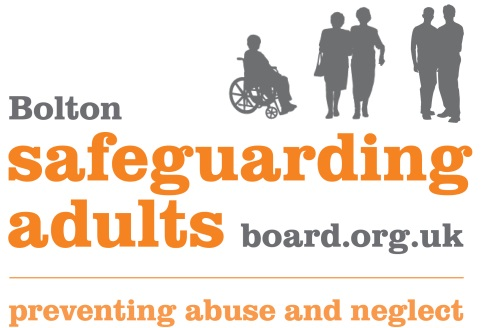 Bolton
safeguarding
adults board.org.uk
preventing abuse and neglect